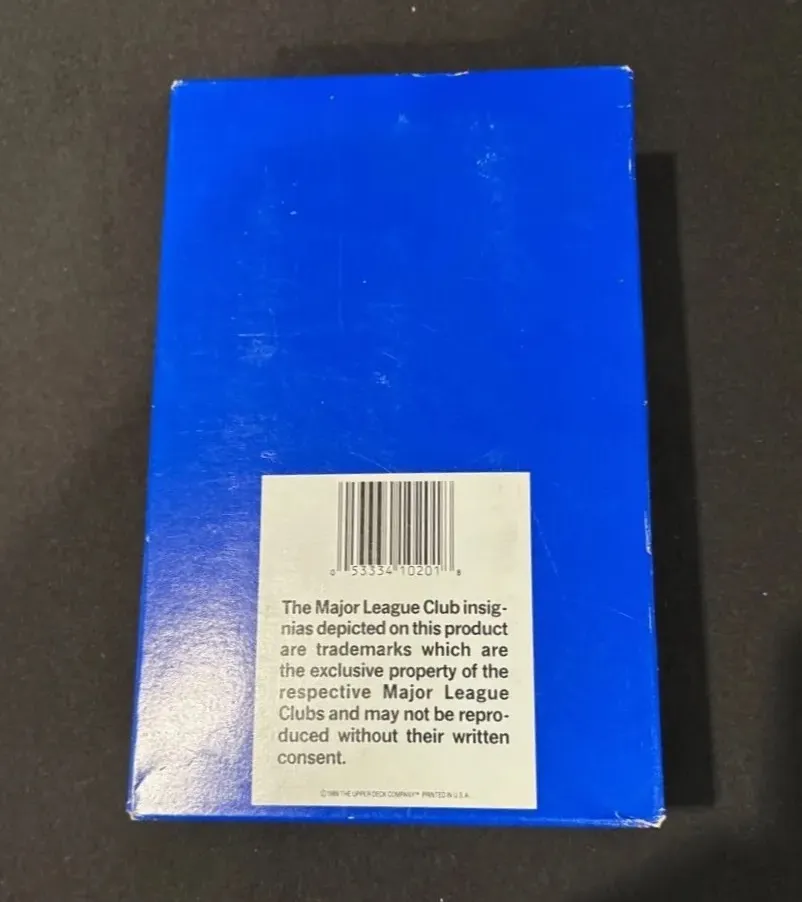 0 53334 10201 8
The Major League Club insig-
nias depicted on this product
are trademarks which are
the exclusive property of the
respective Major League
Clubs and may not be repro-
duced without their written
consent.
THE UPPER DECK COMPANY™ PRINTED IN U.S.A.